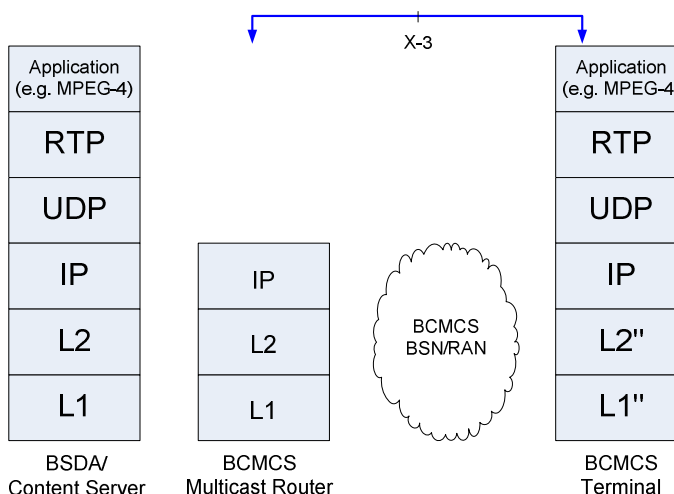 X-3
Application
(e.g. MPEG-4)
RTP
UDP
IP
L2
L1
BSDA/
Content Server
IP
L2
L1
BCMCS
Multicast Router
BCMCS
BSN/RAN
Application
(e.g. MPEG-4
RTP
UDP
IP
L2"
L1"
BCMCS
Terminal